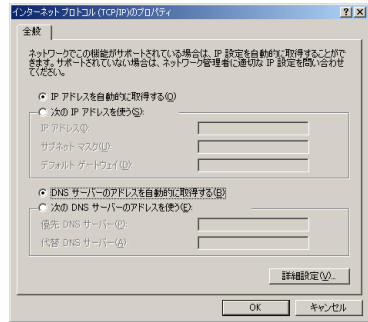 インターネット プロトコル (TCP/IP)のプロパティ
全般
ネットワークでこの機能がサポートされている場合は、IP 設定を自動的に取得することがで
きます。サポートされていない場合は、ネットワーク管理者に適切な IP 設定を問い合わせ
てください。
IP アドレスを自動的に取得する(O)
次の IP アドレスを使う(S):
IP アドレス(I):
サブネット マスク(U):
デフォルト ゲートウェイ(D):
DNS サーバーのアドレスを自動的に取得する(B)
次の DNS サーバーのアドレスを使う(E):
優先 DNS サーバー(P):
代替 DNS サーバー(A):
詳細設定(V)...
OK
キャンセル